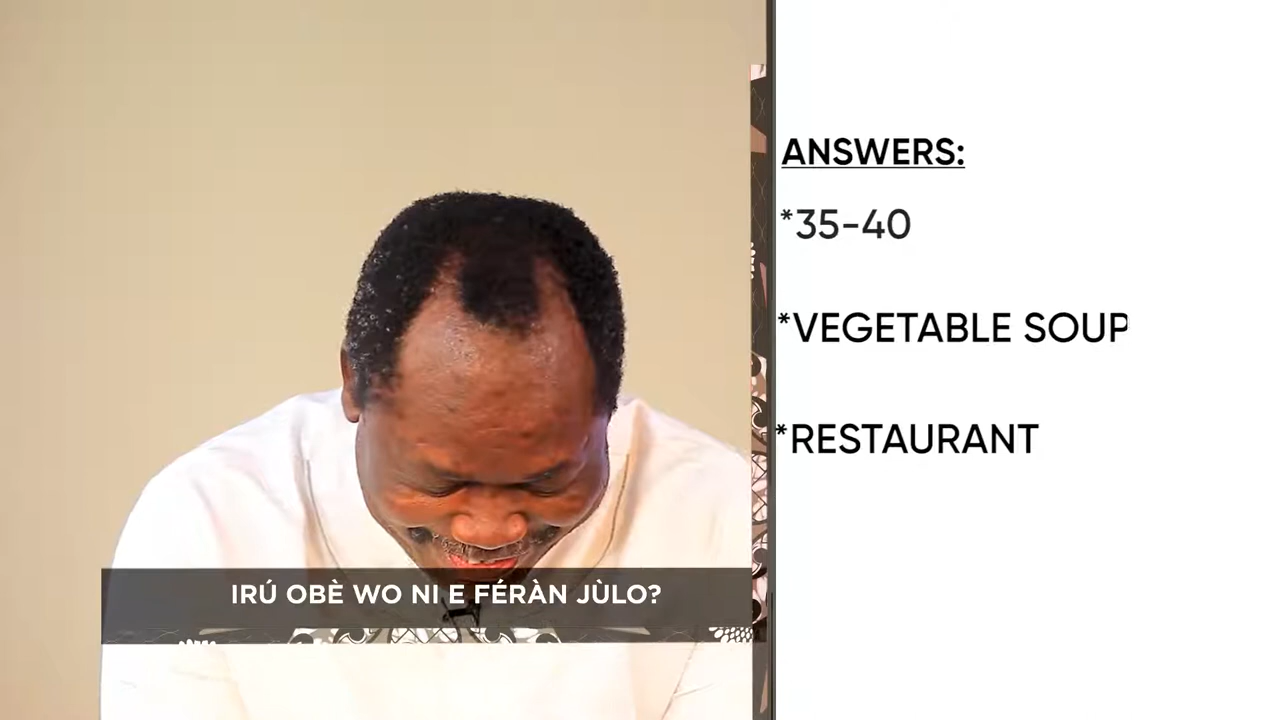 ANSWERS:
*35-40
*VEGETABLE SOUP
*RESTAURANT
IRÚ OBÈ WO NI E FÉRÀN JÙLO?